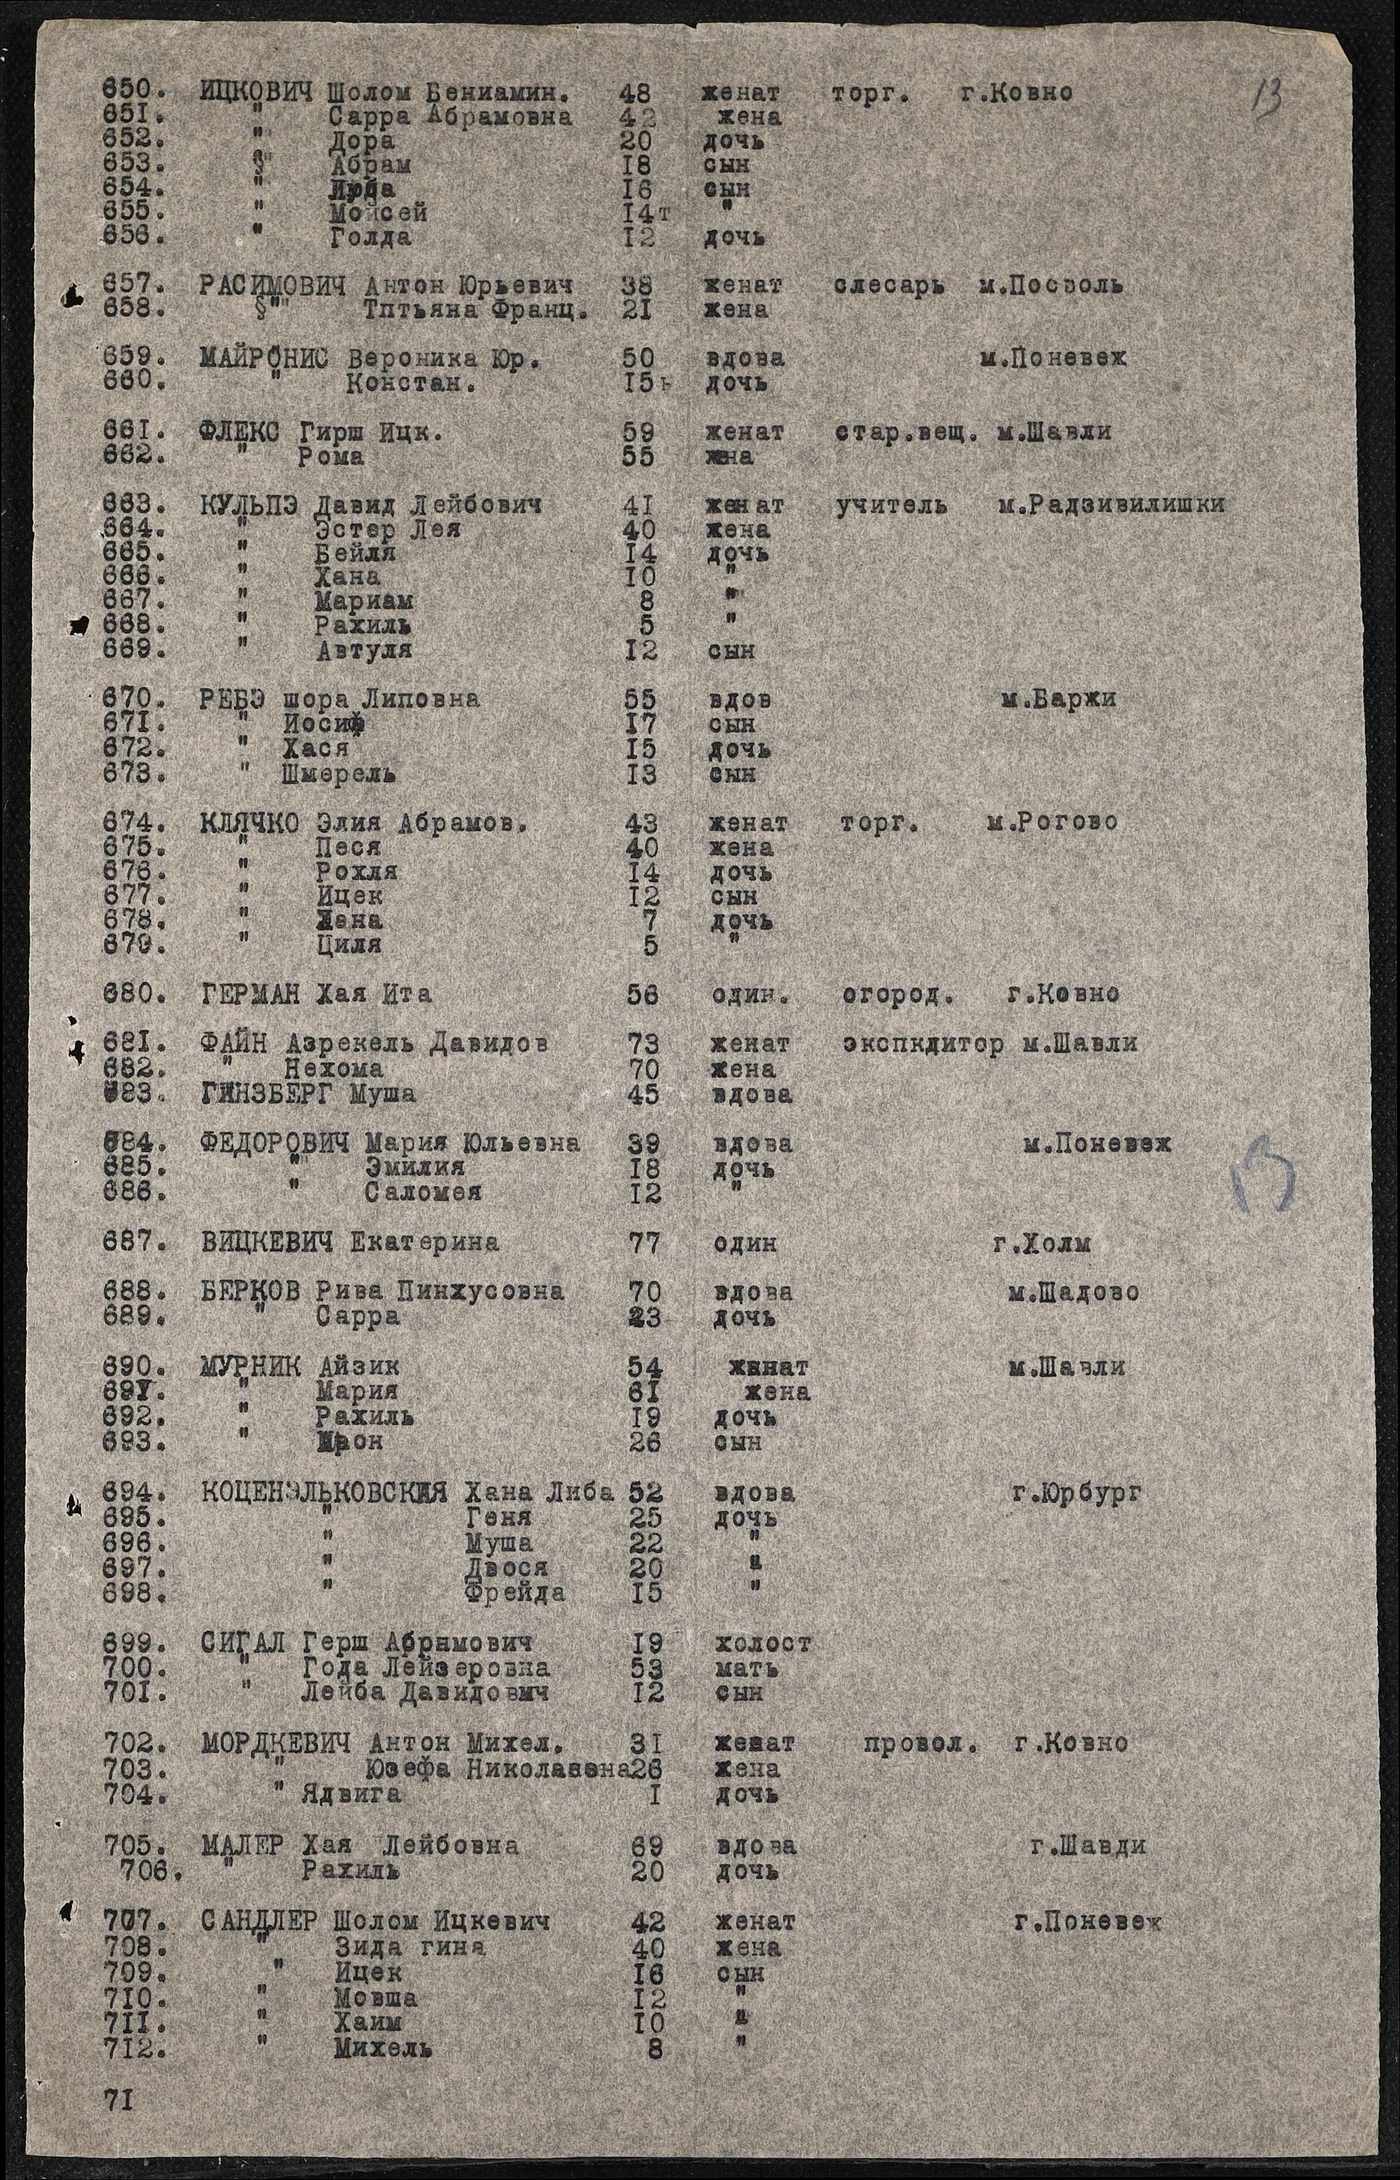 13
650. ИЦКОВИЧ Шолом Бениамин. 48 женат торг. г.Ковно
651. " Сарра Абрамовна 42 жена
652. " Дора 20 дочь
653. " Абрам 18 сын
654. " 16 сын
655. " Мойсей 14т "
656. " Голда 12 дочь
657. РАСИМОВИЧ Антон Юрьевич 38 женат слесарь м.Посволь
658. §"" Тптьяна Франц. 21 жена
659. МАЙРОНИС Вероника Юр. 50 вдова м.Поневеж
660. " Констан. 15ь дочь
661. ФЛЕКС Гирш Ицк. 59 женат стар.вещ. м.Шавли
662. " Рома 55 жна
663. КУЛЬПЭ Давид Лейбович 41 женат учитель м.Радзивилишки
664. " Эстер Лея 40 жена
665. " Бейля 14 дочь
666. " Хана 10 "
667. " Мариам 8 "
668. " Рахиль 5 "
669. " Автуля 12 сын
670. РЕБЭ шора Липовна 55 вдов м.Варжи
671. " Иосиф 17 сын
672. " Хася 15 дочь
673. " Шмерель 13 сын
674. КЛЯЧКО Элия Абрамов. 43 женат торг. м.Рогово
675. " Песя 40 жена
676. " Рохля 14 дочь
677. " Ицек 12 сын
678. " 7 дочь
679. " Циля 5 "
680. ГЕРМАН Хая Ита 56 один. огород. г.Ковно
681. ФАЙН Азрекель Давидов 73 женат экспкдитор м.Шавли
682. " Нехома 70 жена
683. ГИНЗБЕРГ Муша 45 вдова
684. ФЕДОРОВИЧ Мария Юльевна 39 вдова м.Поневеж
685. " Эмилия 18 дочь
686. " Саломея 12 "
687. ВИЦКЕВИЧ Екатерина 77 один г.Холм
688. БЕРКОВ Рива Пинхусовна 70 вдова м.Шадово
689. " Сарра 23 дочь
690. МУРНИК Айзик 54 женат м.Шавли
691. " Мария 61 жена
692. " Рахиль 19 дочь
693. " 26 сын
694. КОЦЕНЭЛЬКОВСКИЯ Хана Либа 52 вдова г.Юрбург
695. " Геня 25 дочь
696. " Муша 22 "
697. " Двося 20 "
698. " Фрейда 15 "
699. СИГАЛ Герш Абрамович 19 холост
700. " Года Лейзеровна 53 мать
701. " Лейба Давидович 12 сын
702. МОРДКЕВИЧ Антон Михел. 31 женат провол. г.Ковно
703. " Юзефа Николаевна26 жена
704. " Ядвига 1 дочь
705. МАЛЕР Хая Лейбовна 69 вдова г.Шавди
706. " Рахиль 20 дочь
707. САНДЛЕР Шолом Ицкевич 42 женат г.Поневеж
708. " Зида гиня 40 жена
709. " Ицек 16 сын
710. " Мовша 12 "
711. " Хаим 10 "
712. " Михель 8 "
71